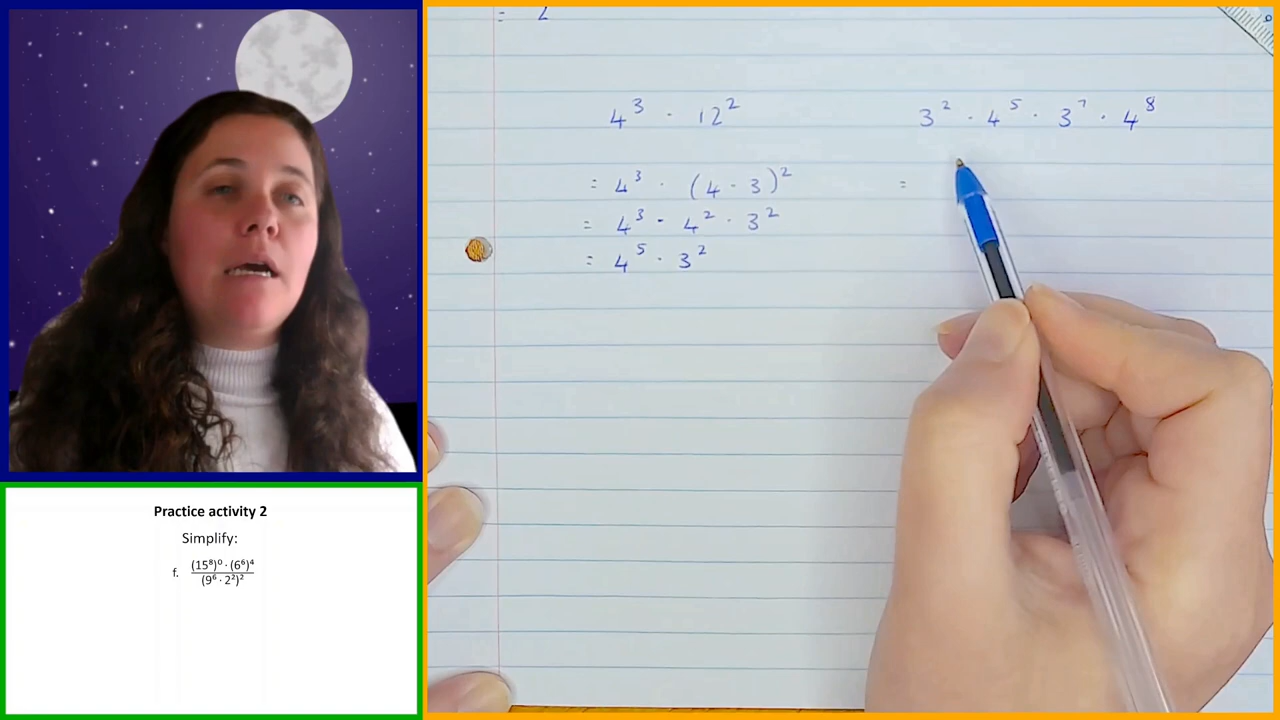 4³ · 12²
= 4³ · (4 · 3)²
= 4³ · 4² · 3²
= 4⁵ · 3²
3² · 4⁵ · 3⁷ · 4⁸
=
Practice activity 2
Simplify:
f. (15⁸)⁰ · (6⁶)⁴ / (9⁶ · 2²)²